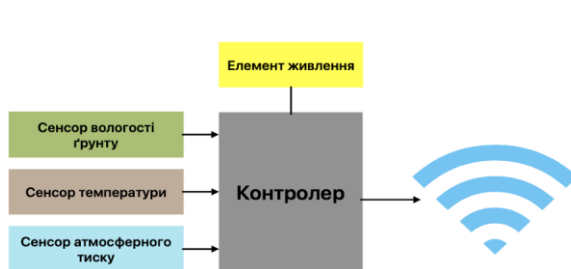 Елемент живлення
Сенсор вологості
ґрунту
Сенсор температури
Контролер
Сенсор атмосферного
тиску